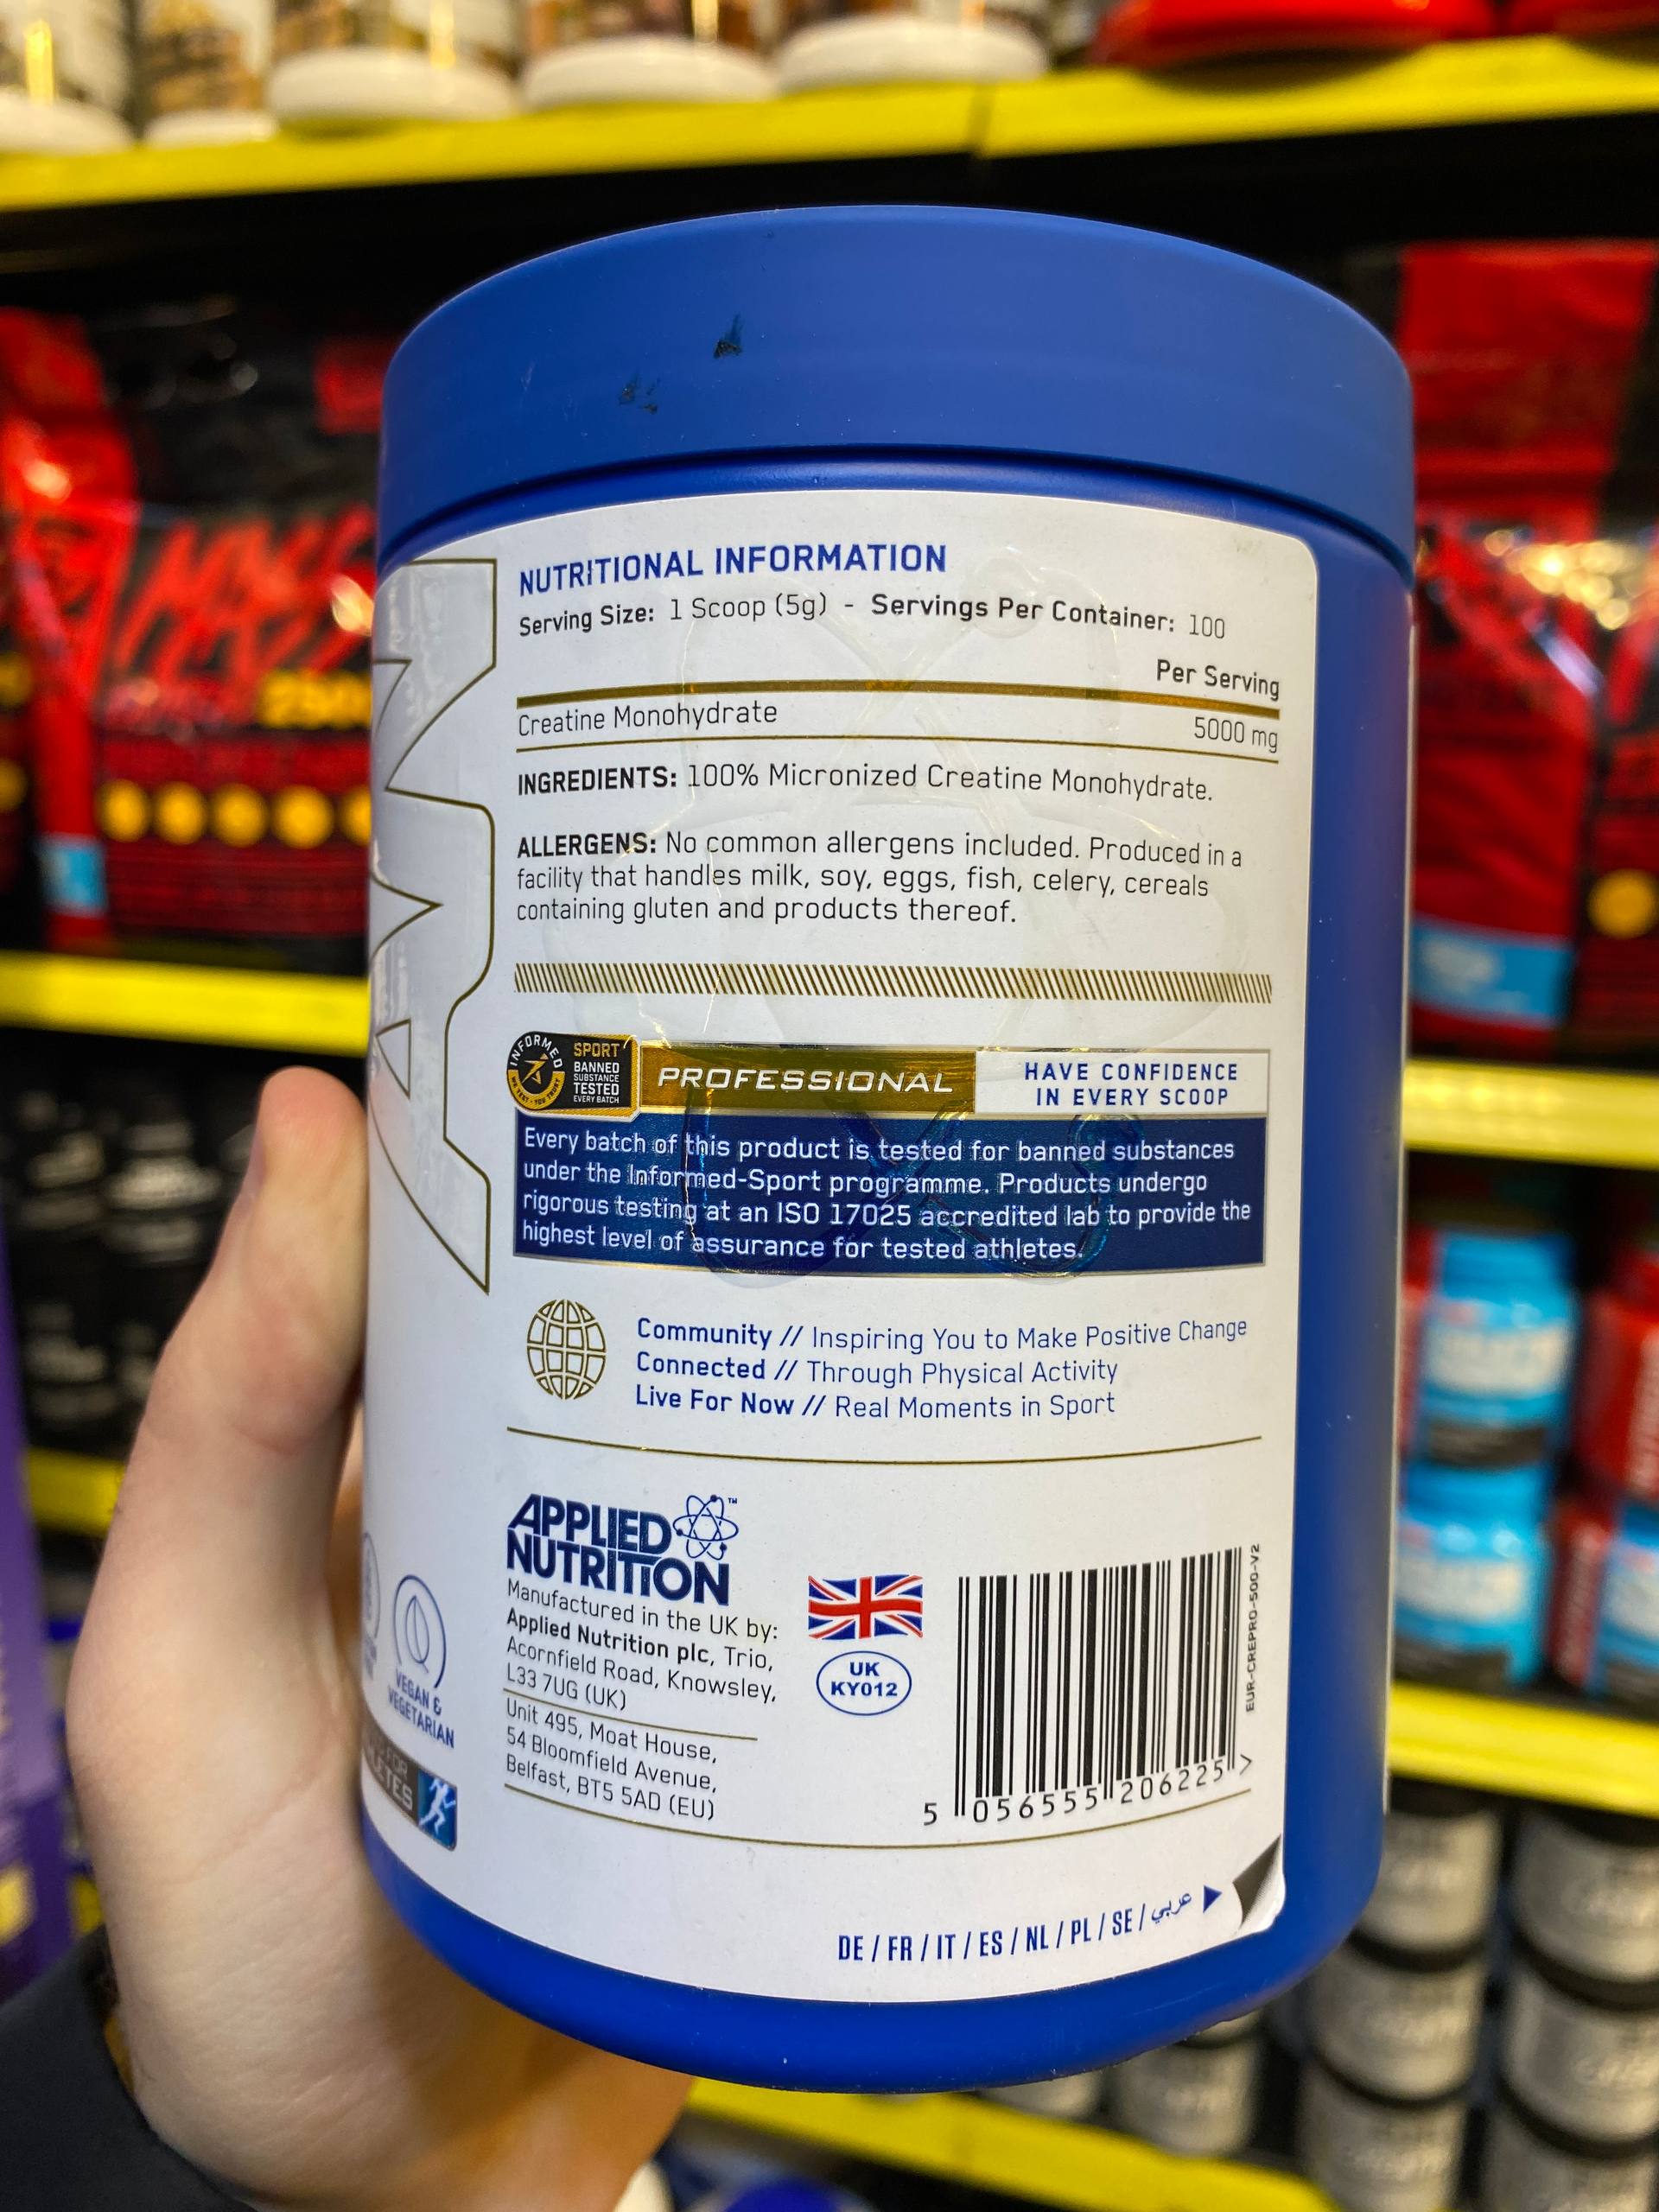 NUTRITIONAL INFORMATION
Serving Size: 1 Scoop (5g) - Servings Per Container: 100
Per Serving
Creatine Monohydrate 5000 mg
INGREDIENTS: 100% Micronized Creatine Monohydrate.
ALLERGENS: No common allergens included. Produced in a
facility that handles milk, soy, eggs, fish, celery, cereals
containing gluten and products thereof.
INFORMED
WE TEST · YOU TRUST
SPORT
BANNED
SUBSTANCE
TESTED
EVERY BATCH
PROFESSIONAL
HAVE CONFIDENCE
IN EVERY SCOOP
Every batch of this product is tested for banned substances
under the Informed-Sport programme. Products undergo
rigorous testing at an ISO 17025 accredited lab to provide the
highest level of assurance for tested athletes.
Community // Inspiring You to Make Positive Change
Connected // Through Physical Activity
Live For Now // Real Moments in Sport
APPLIED
NUTRITION™
Manufactured in the UK by:
Applied Nutrition plc, Trio,
Acornfield Road, Knowsley,
L33 7UG (UK)
Unit 495, Moat House,
54 Bloomfield Avenue,
Belfast, BT5 5AD (EU)
UK
KY012
5 056555 206225 >
EUR-CREPRO-500-V2
VEGAN &
VEGETARIAN
DE / FR / IT / ES / NL / PL / SE / عربي